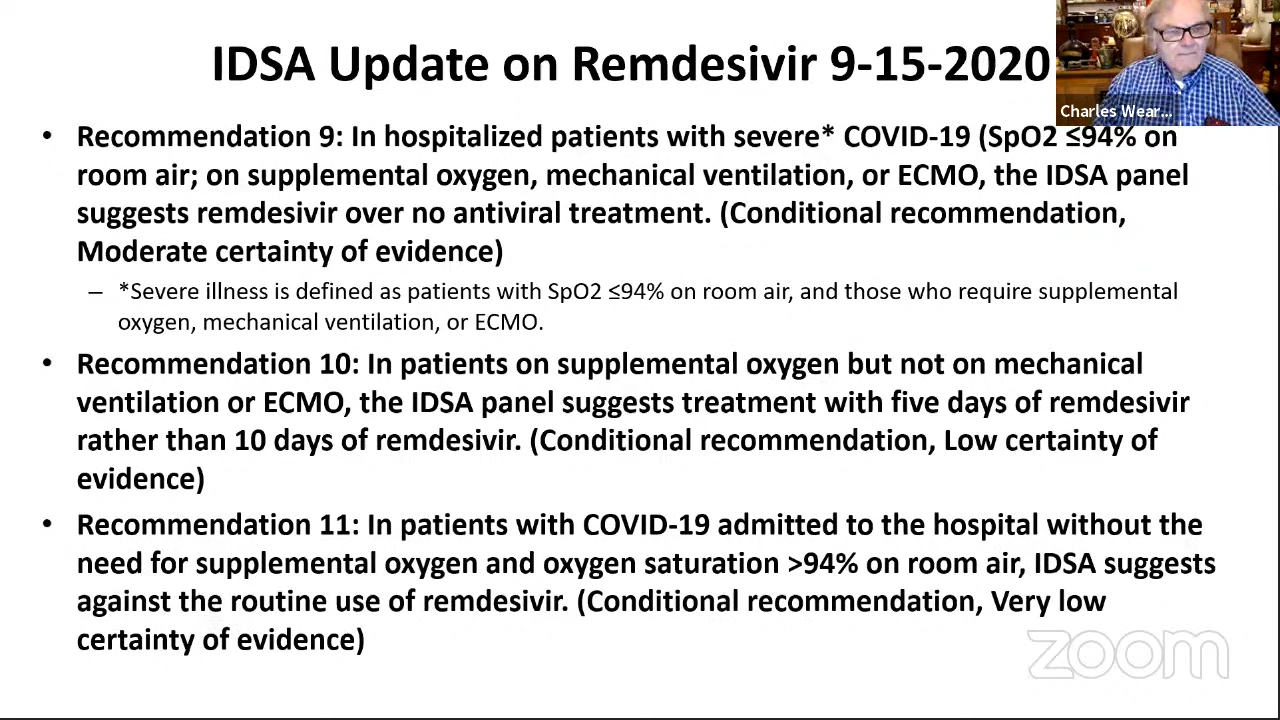 IDSA Update on Remdesivir 9-15-2020
Charles Wear...
• Recommendation 9: In hospitalized patients with severe* COVID-19 (SpO2 ≤94% on
room air; on supplemental oxygen, mechanical ventilation, or ECMO, the IDSA panel
suggests remdesivir over no antiviral treatment. (Conditional recommendation,
Moderate certainty of evidence)
– *Severe illness is defined as patients with SpO2 ≤94% on room air, and those who require supplemental
oxygen, mechanical ventilation, or ECMO.
• Recommendation 10: In patients on supplemental oxygen but not on mechanical
ventilation or ECMO, the IDSA panel suggests treatment with five days of remdesivir
rather than 10 days of remdesivir. (Conditional recommendation, Low certainty of
evidence)
• Recommendation 11: In patients with COVID-19 admitted to the hospital without the
need for supplemental oxygen and oxygen saturation >94% on room air, IDSA suggests
against the routine use of remdesivir. (Conditional recommendation, Very low
certainty of evidence)
zoom